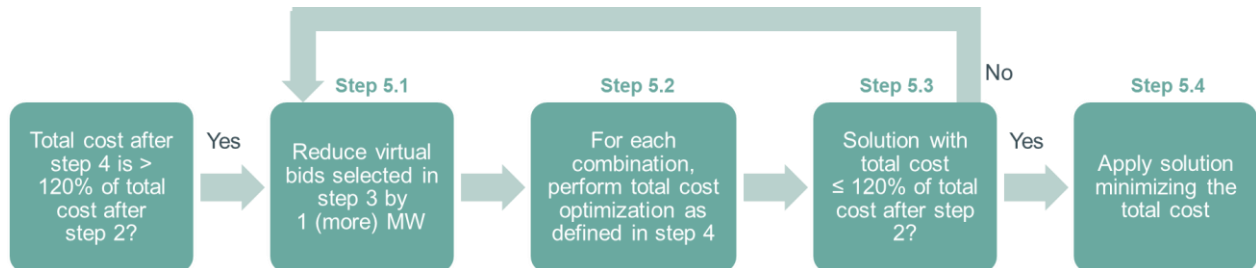 Total cost after
step 4 is >
120% of total
cost after
step 2?
Yes
Step 5.1
Reduce virtual
bids selected in
step 3 by
1 (more) MW
Step 5.2
For each
combination,
perform total cost
optimization as
defined in step 4
Step 5.3
Solution with
total cost
≤ 120% of total
cost after step
2?
No
Yes
Step 5.4
Apply solution
minimizing the
total cost